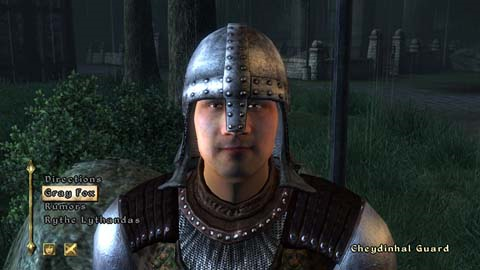 Directions
Gray Fox
Rumors
Rythe Lythandas
Cheydinhal Guard